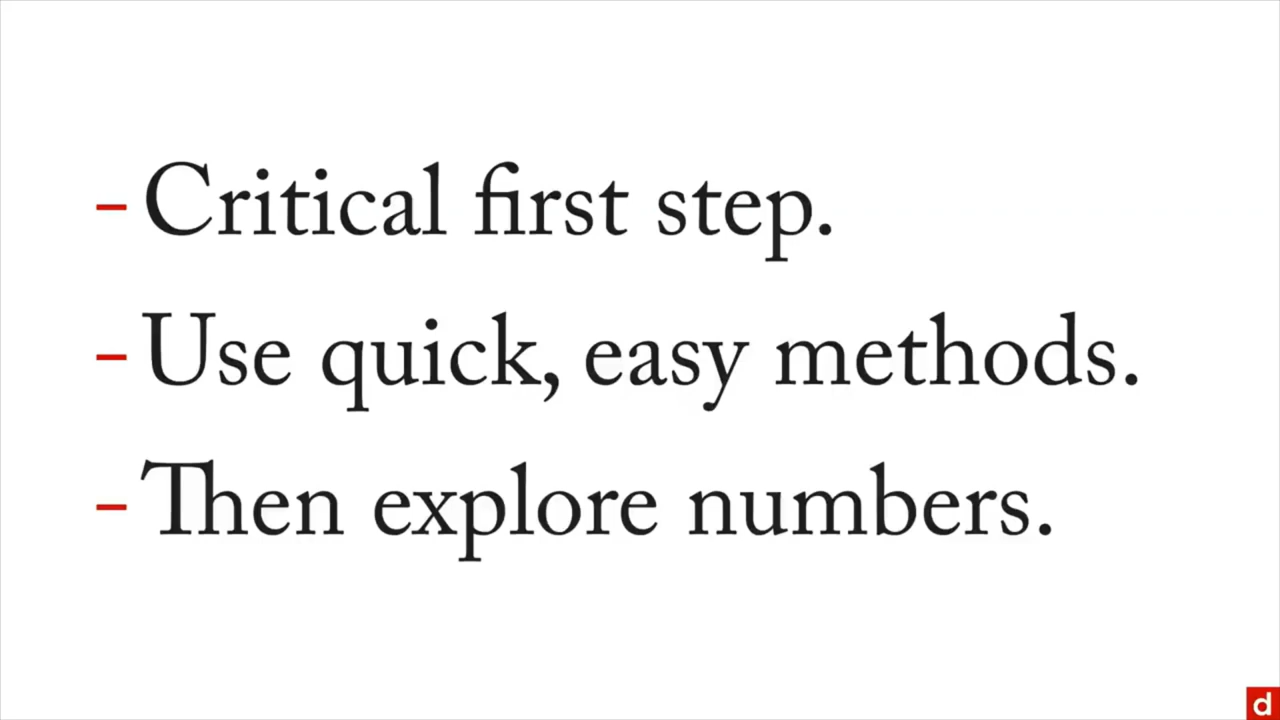 - Critical first step.
- Use quick, easy methods.
- Then explore numbers.
d